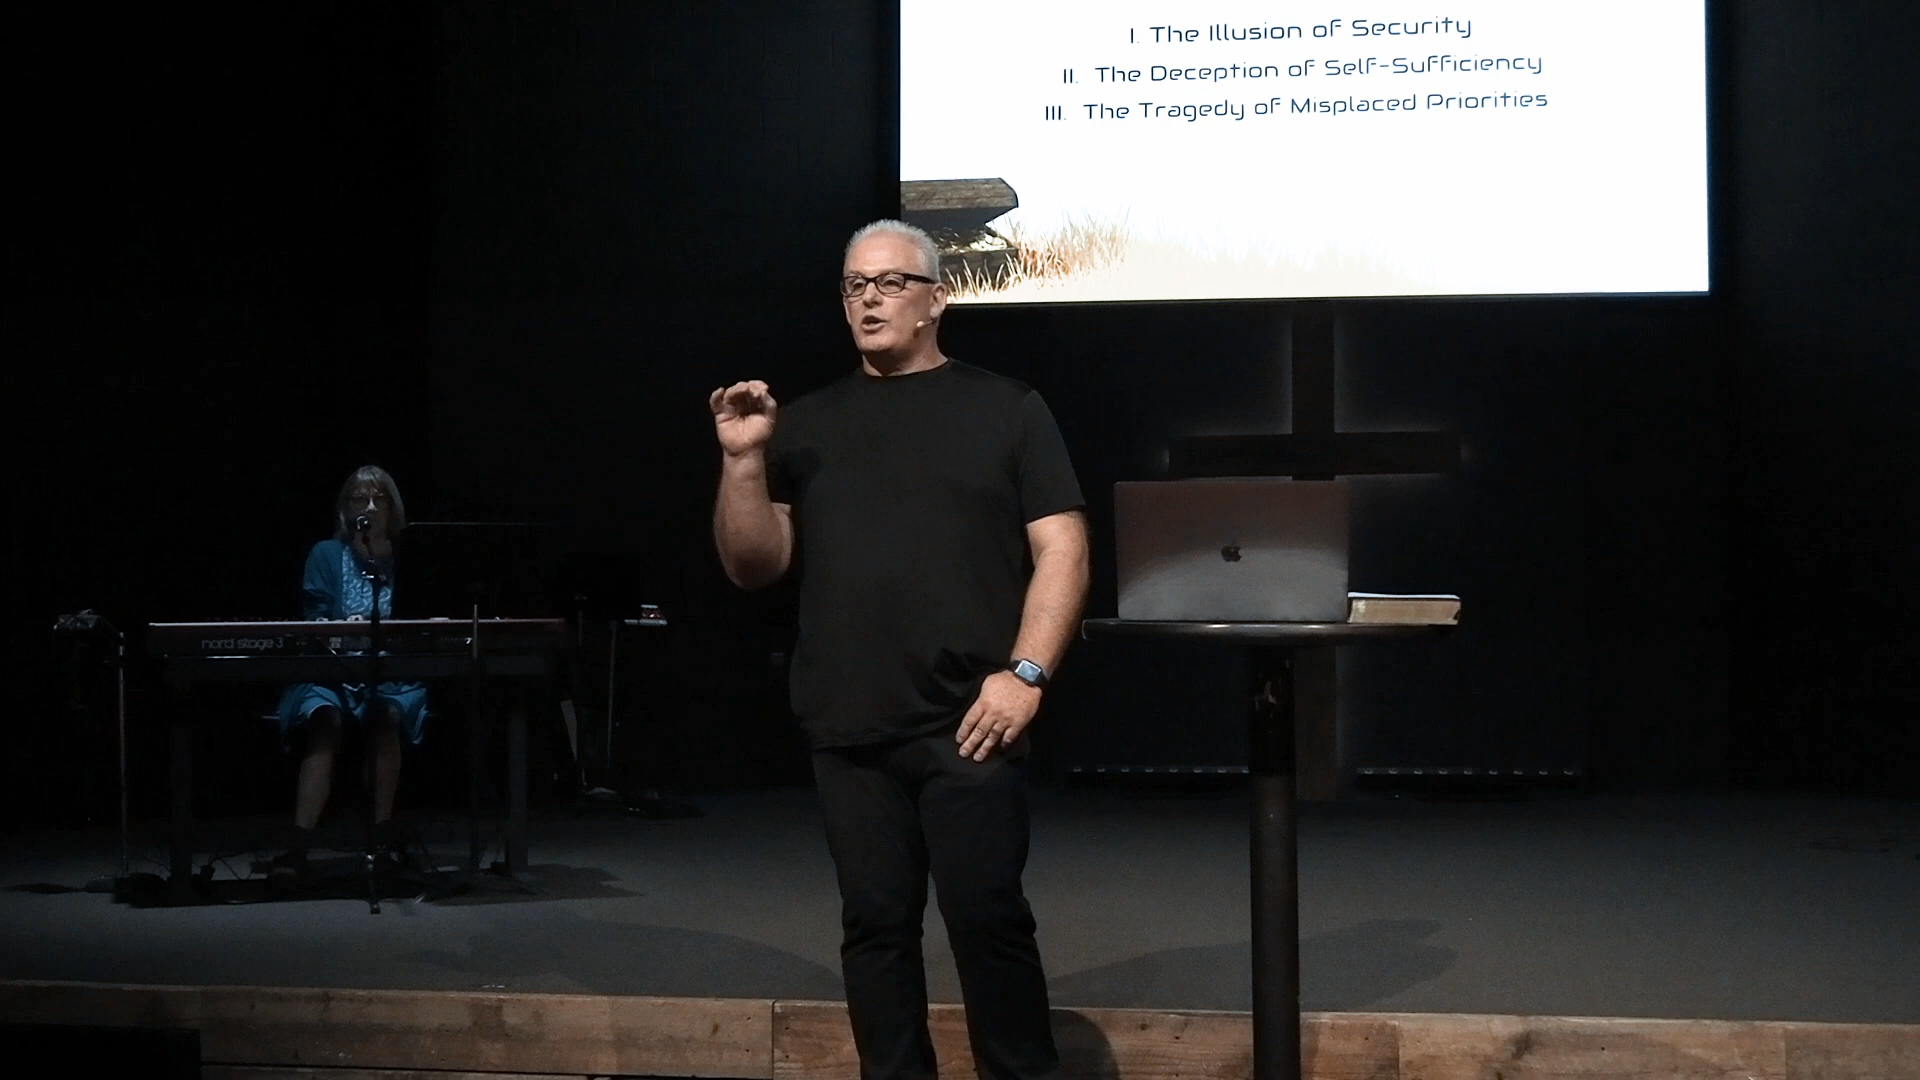 I. The Illusion of Security
II. The Deception of Self-Sufficiency
III. The Tragedy of Misplaced Priorities
nord stage 3